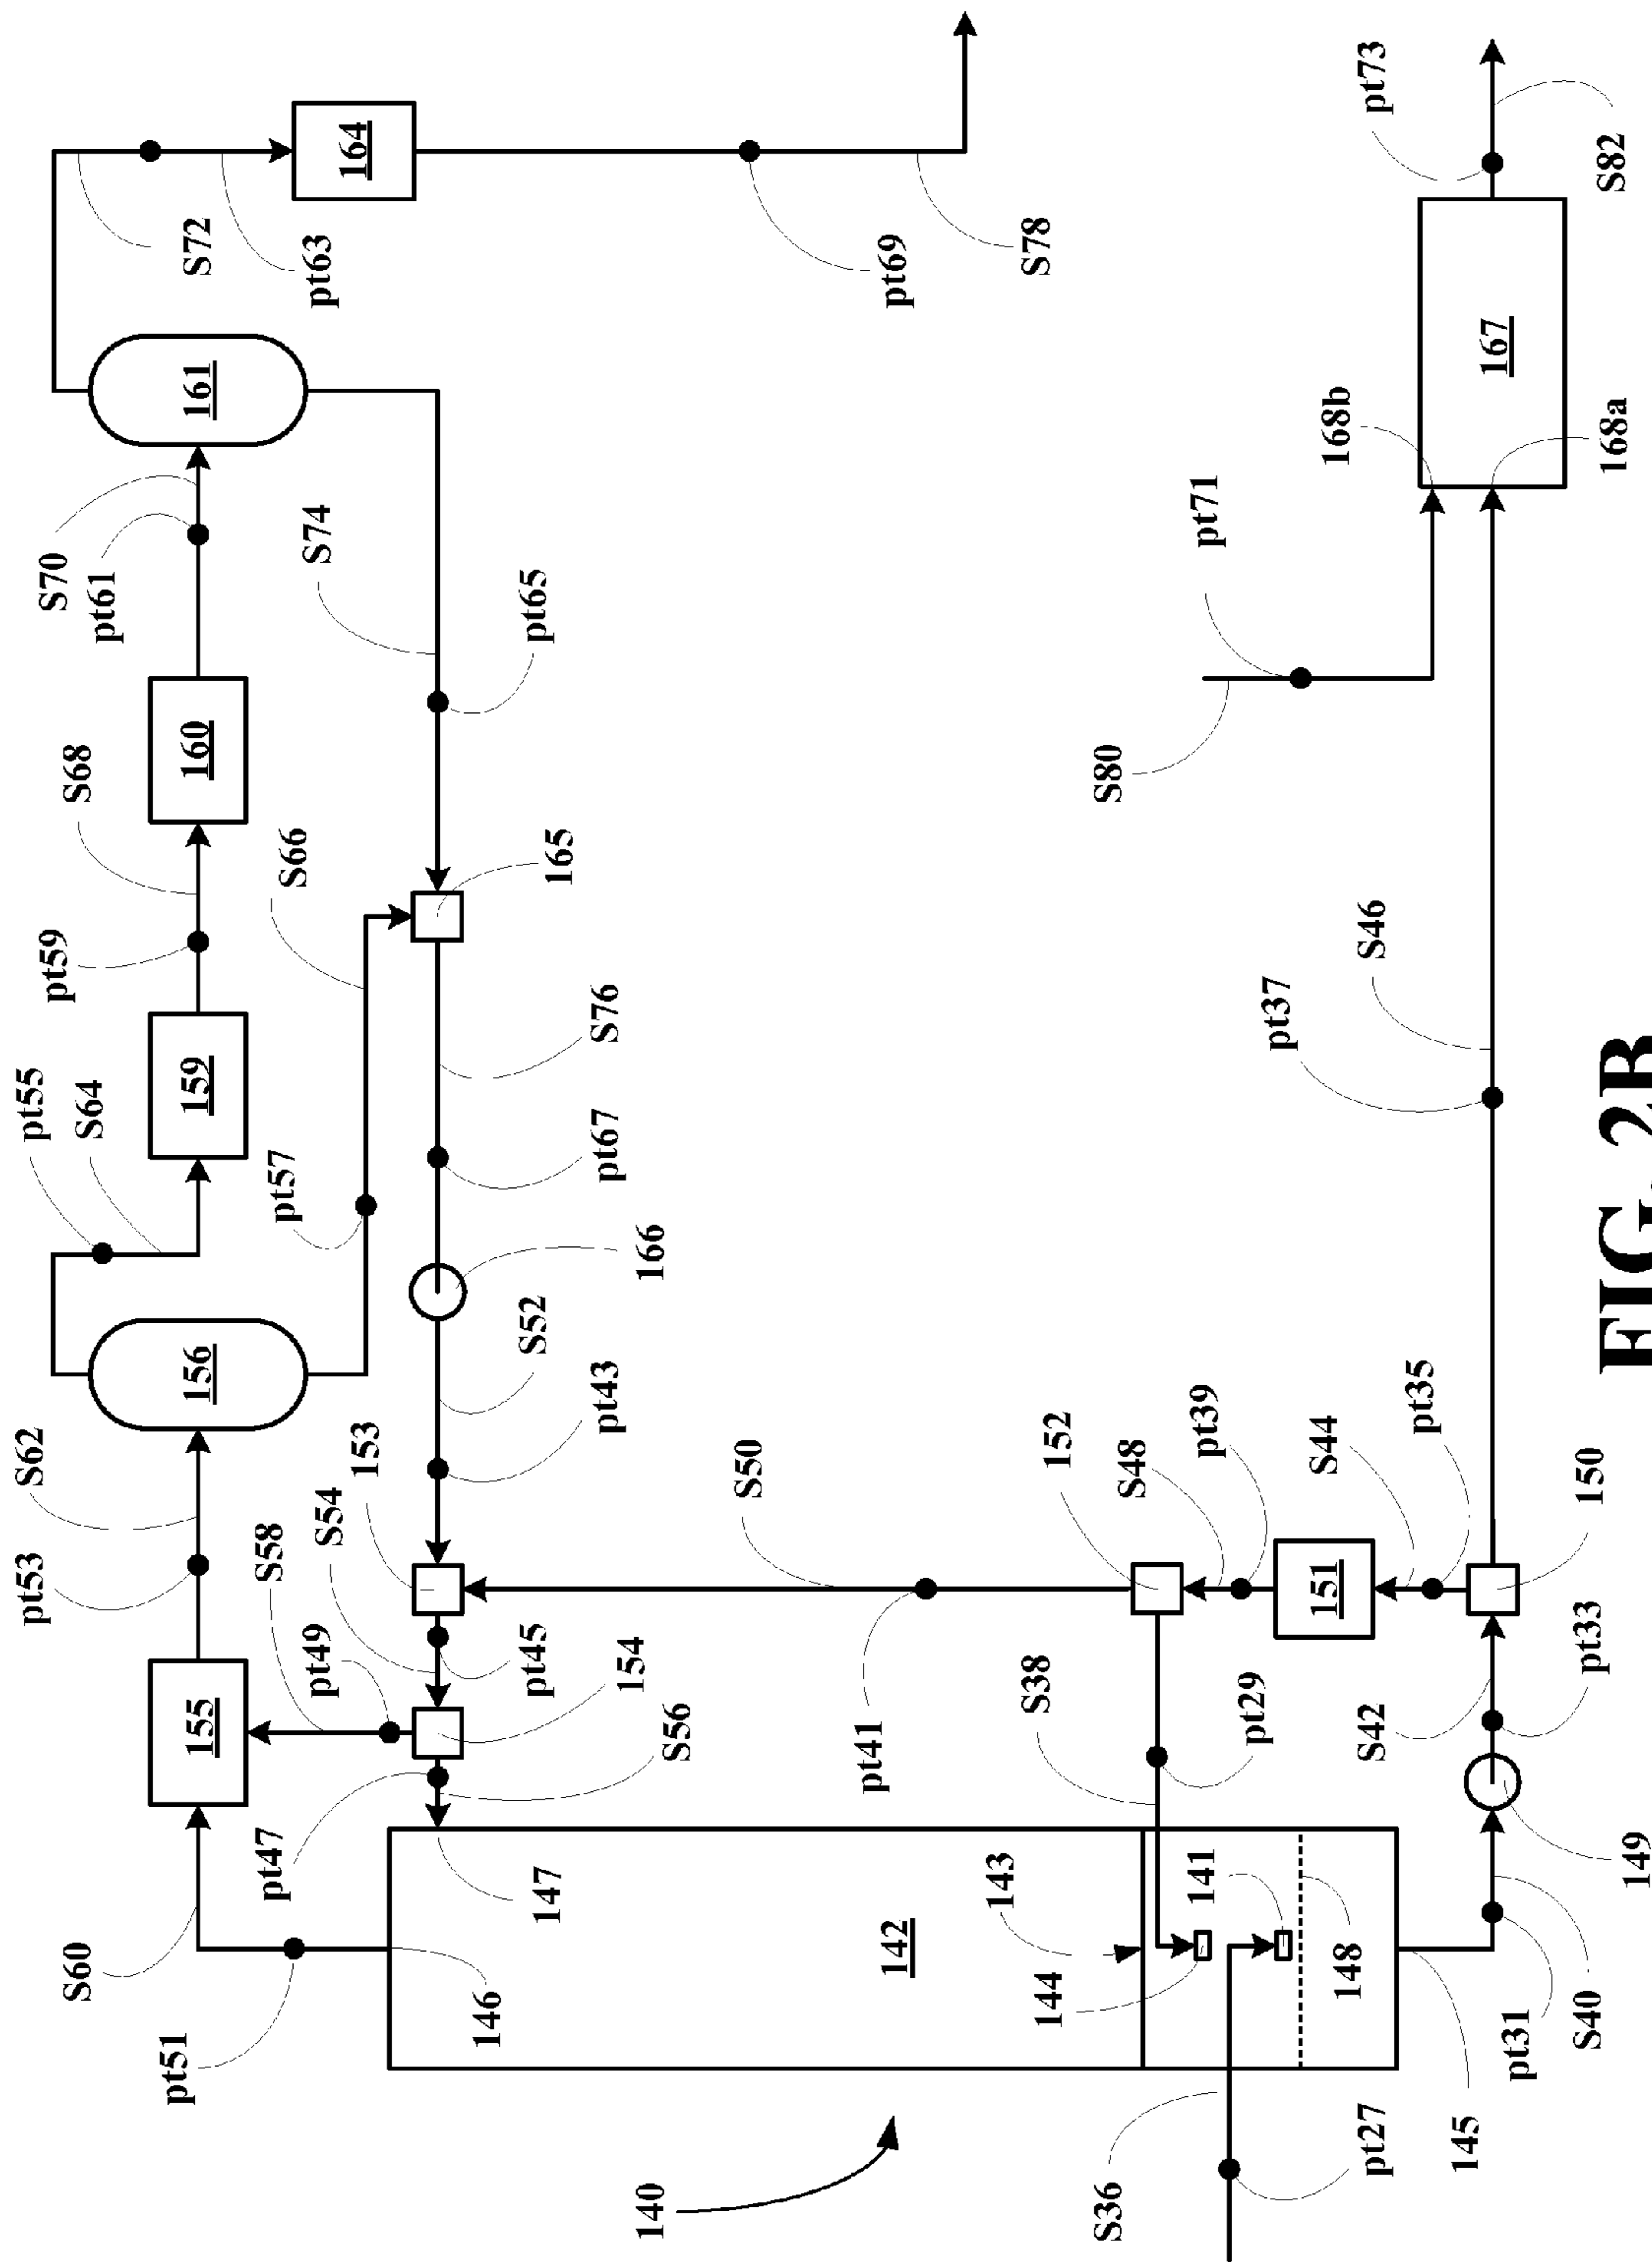 S62
pt55
S70
S60
pt53
pt59
S68
S64
pt61
pt51
155
156
159
160
161
S72
S58
pt47
pt49
pt57
S66
pt63
S54
S74
164
153
146
147
pt45
S52
pt65
165
154
pt43
pt67
S76
S56
140
166
S50
pt41
142
pt69
143
S38
S78
144
152
S36
S48
S80
141
pt39
pt71
pt29
pt37
S44
151
148
168b
pt27
S42
S46
pt73
pt35
145
167
pt31
S40
pt33
150
168a
S82
149
FIG. 2B